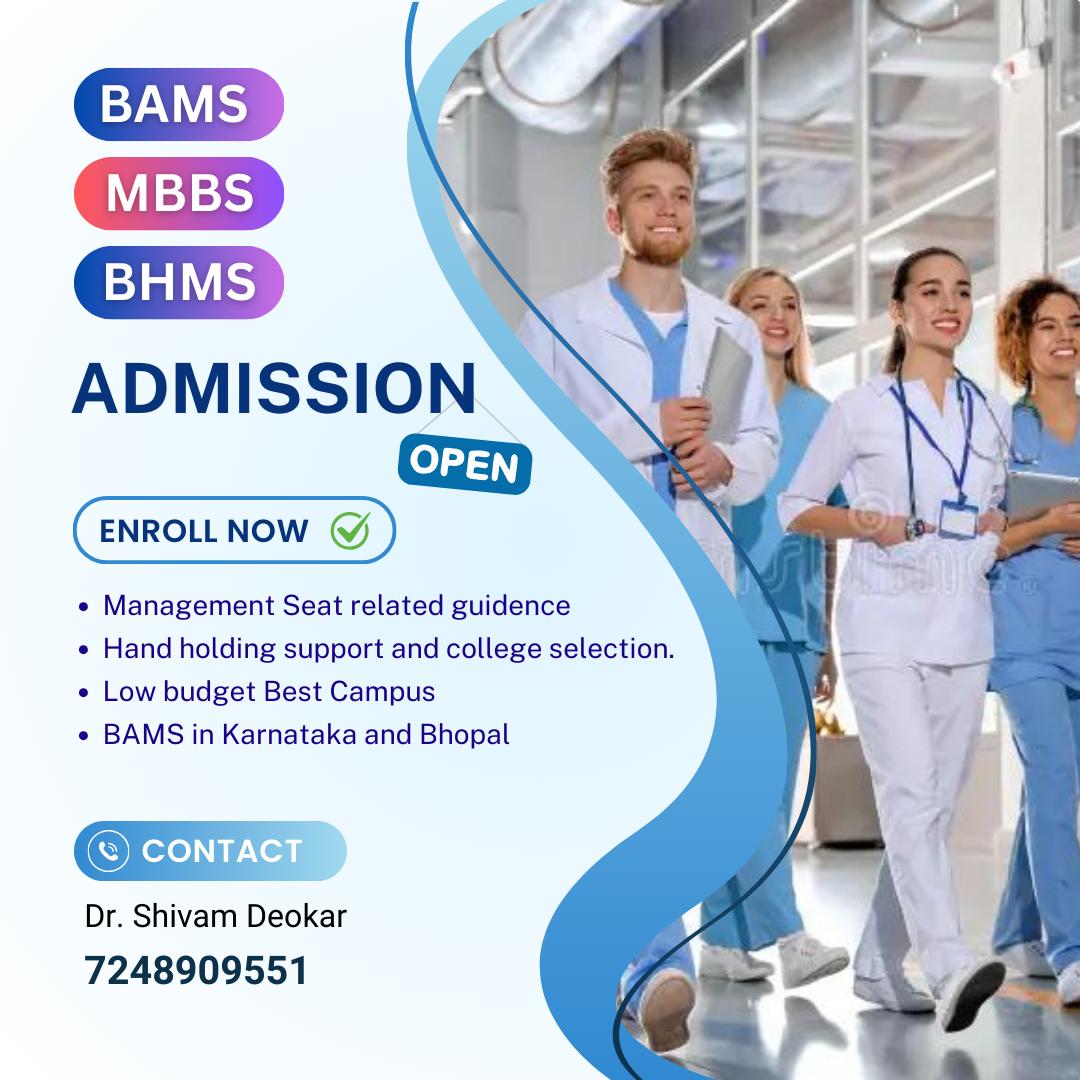 BAMS
MBBS
BHMS
ADMISSION
OPEN
ENROLL NOW
• Management Seat related guidence
• Hand holding support and college selection.
• Low budget Best Campus
• BAMS in Karnataka and Bhopal
CONTACT
Dr. Shivam Deokar
7248909551